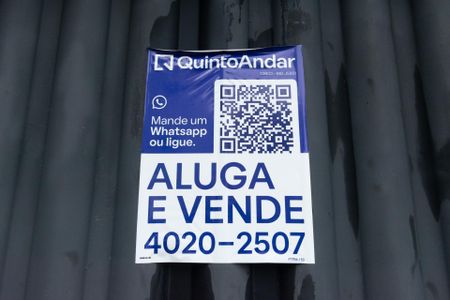 QuintoAndar
Mande um
Whatsapp
ou ligue.
ALUGA
E VENDE
4020-2507